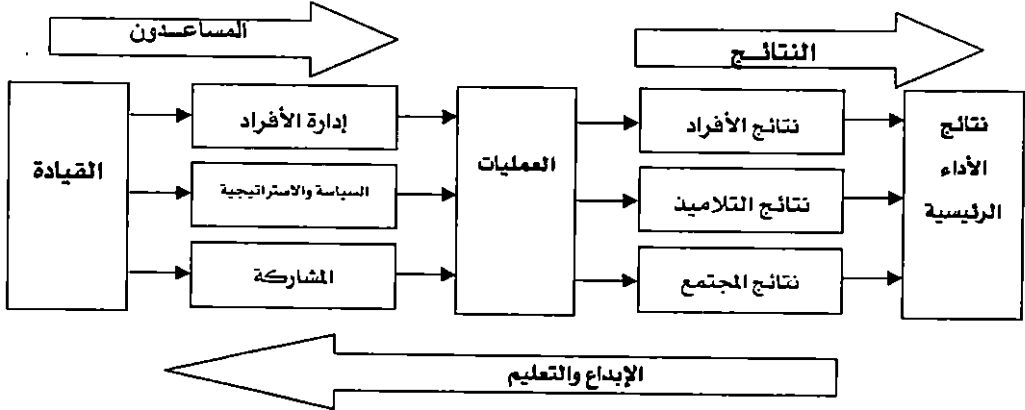 المساعدون
النتائج
القيادة
إدارة الأفراد
السياسة والاستراتيجية
المشاركة
العمليات
نتائج الأفراد
نتائج التلاميذ
نتائج المجتمع
نتائج
الأداء
الرئيسية
الإبداع والتعليم